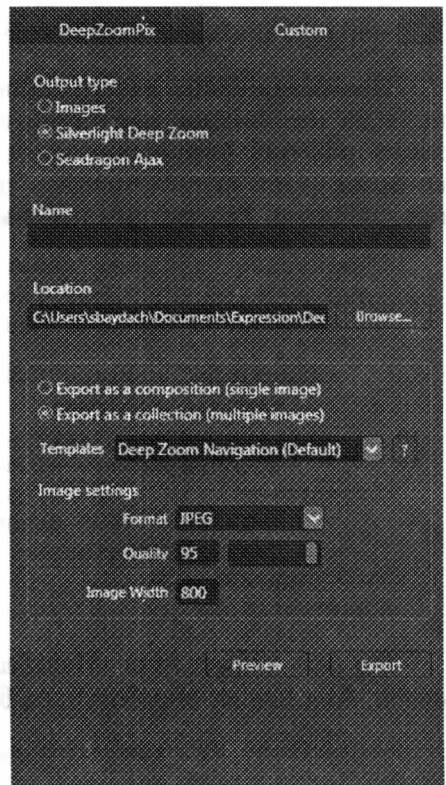 DeepZoomPix Custom
Output type
Images
Silverlight Deep Zoom
Seadragon Ajax
Name
Location
C:\Users\sbaydach\Documents\Expression\Dee Browse...
Export as a composition (single image)
Export as a collection (multiple images)
Templates Deep Zoom Navigation (Default) ?
Image settings
Format JPEG
Quality 95
Image Width 800
Preview Export